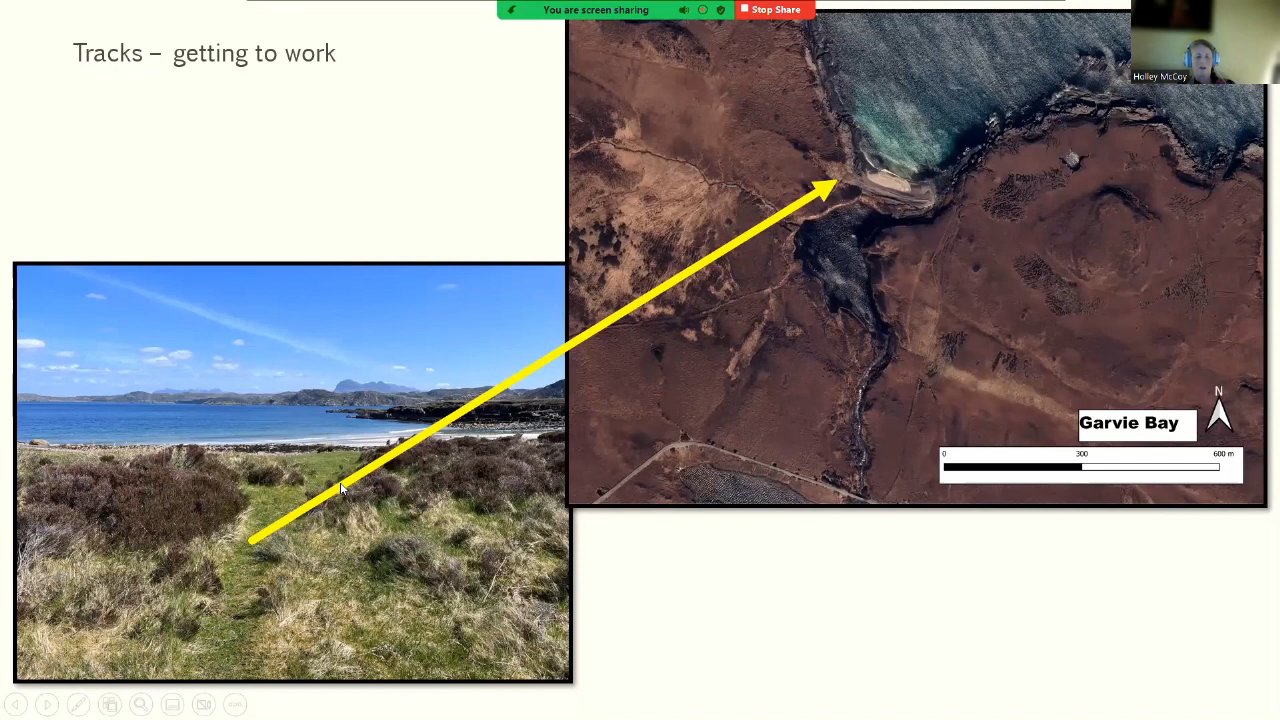 You are screen sharing
Stop Share
Tracks – getting to work
Holley McCoy
N
Garvie Bay
0 300 600 m